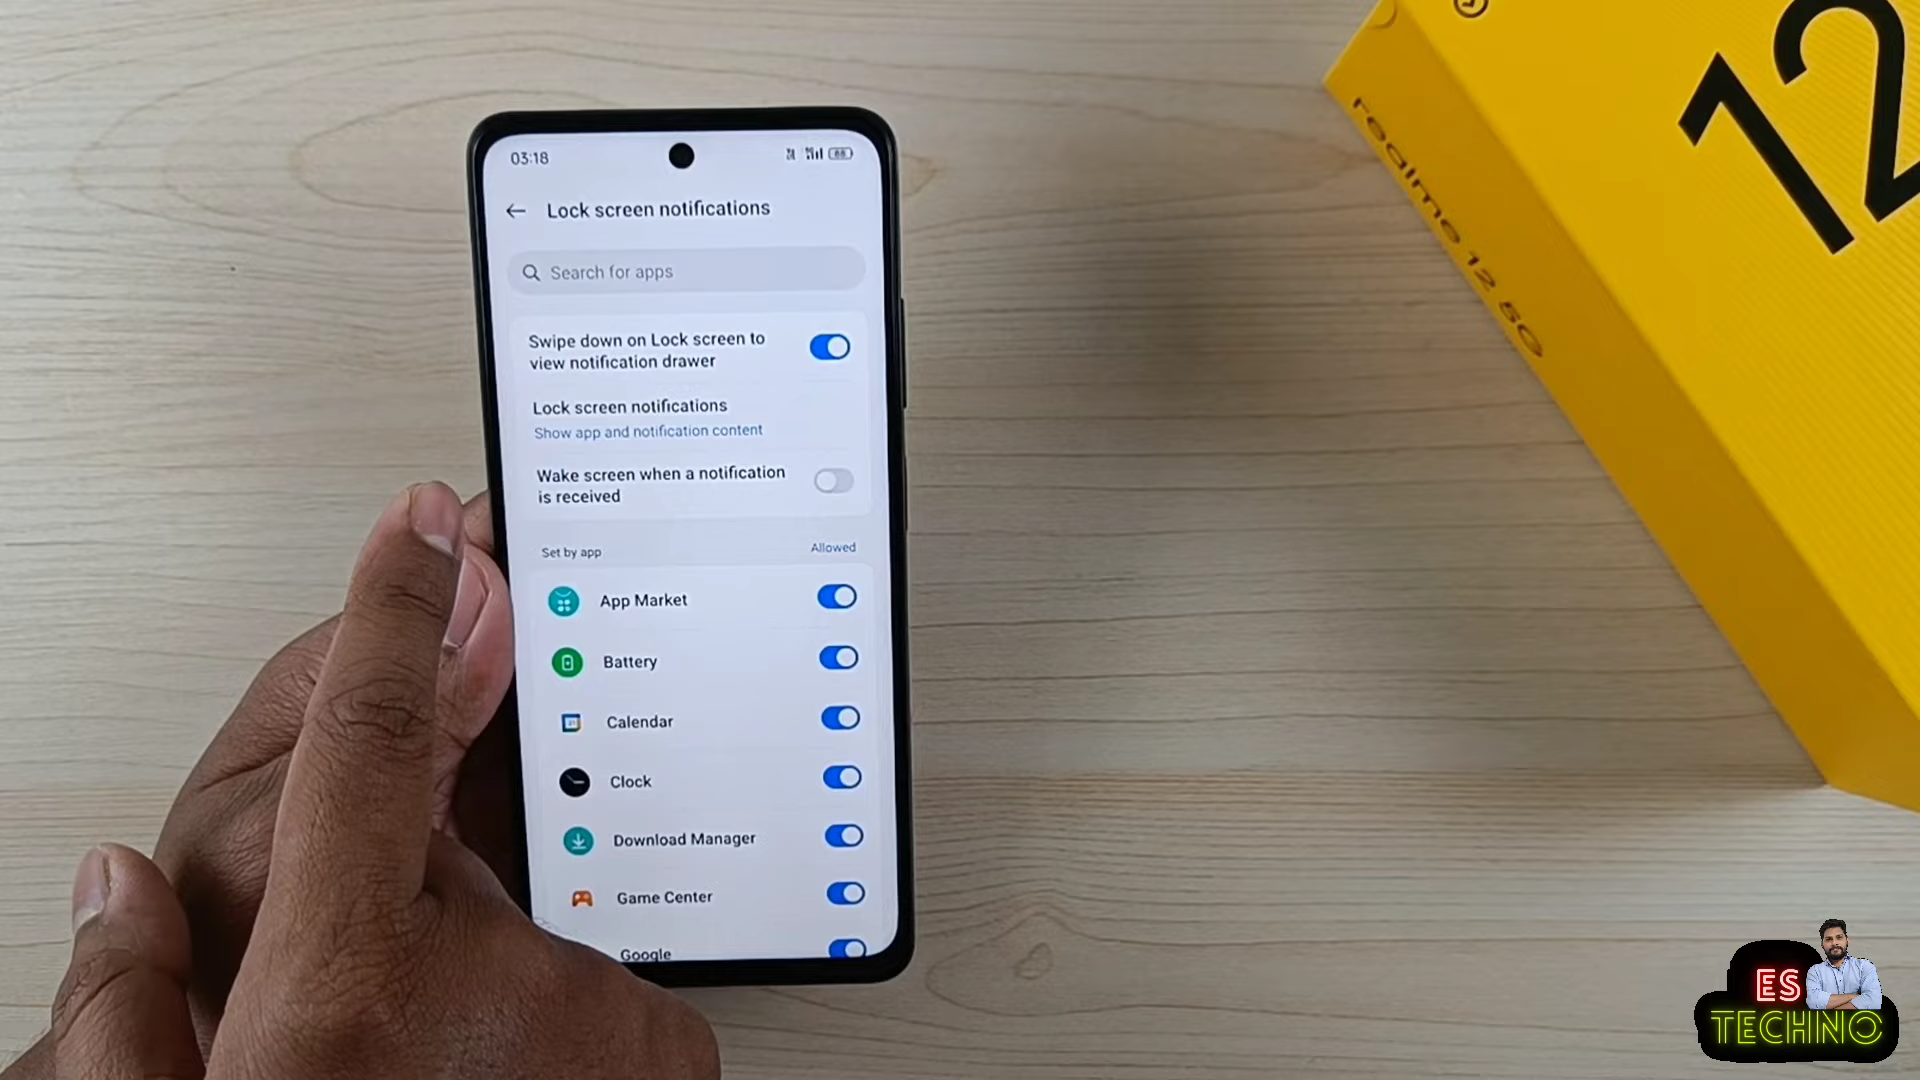 03:18
Lock screen notifications
Search for apps
Swipe down on Lock screen to
view notification drawer
Lock screen notifications
Show app and notification content
Wake screen when a notification
is received
Set by app
Allowed
App Market
Battery
Calendar
Clock
Download Manager
Game Center
Google
12
realme 12 5G
ES
TECHNO